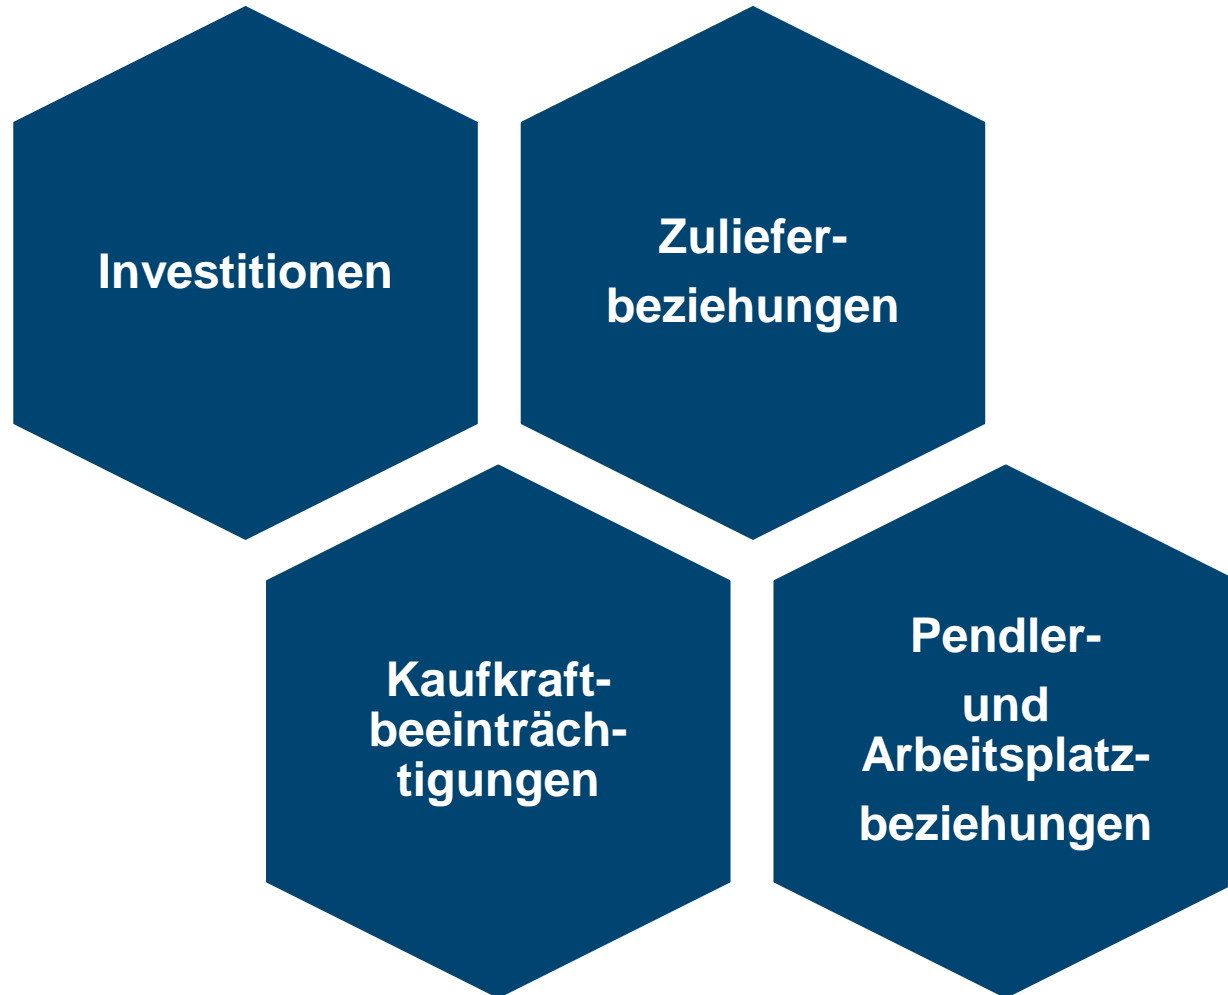 Investitionen
Zuliefer-
beziehungen
Kaufkraft-
beeinträch-
tigungen
Pendler-
und
Arbeitsplatz-
beziehungen